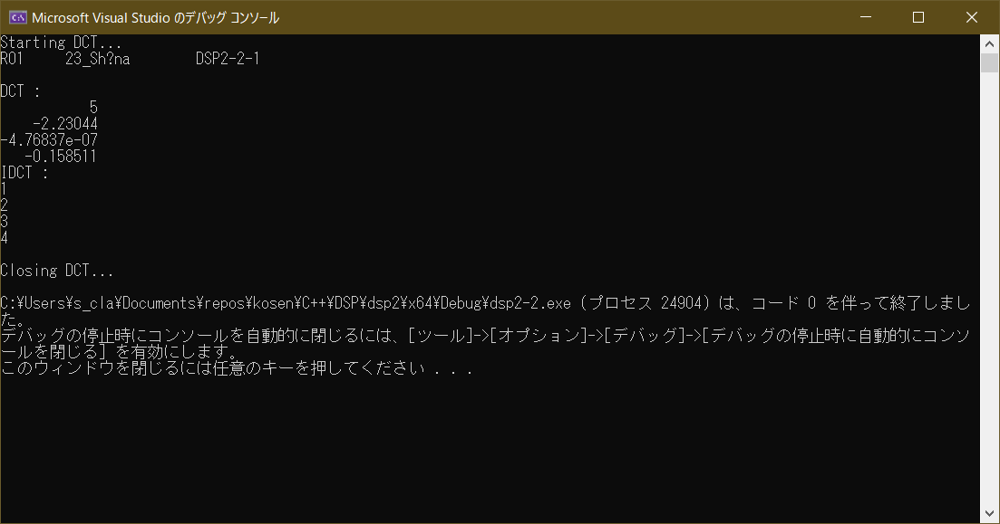 Microsoft Visual Studio のデバッグ コンソール
Starting DCT...
R01 23_Sh?na DSP2-2-1
DCT :
5
-2.23044
-4.76837e-07
-0.158511
IDCT :
1
2
3
4
Closing DCT...
C:¥Users¥s_cla¥Documents¥repos¥kosen¥C++¥DSP¥dsp2¥x64¥Debug¥dsp2-2.exe (プロセス 24904) は、コード 0 を伴って終了しまし
た。
デバッグの停止時にコンソールを自動的に閉じるには、[ツール]->[オプション]->[デバッグ]->[デバッグの停止時に自動的にコンソ
ールを閉じる] を有効にします。
このウィンドウを閉じるには任意のキーを押してください . . .